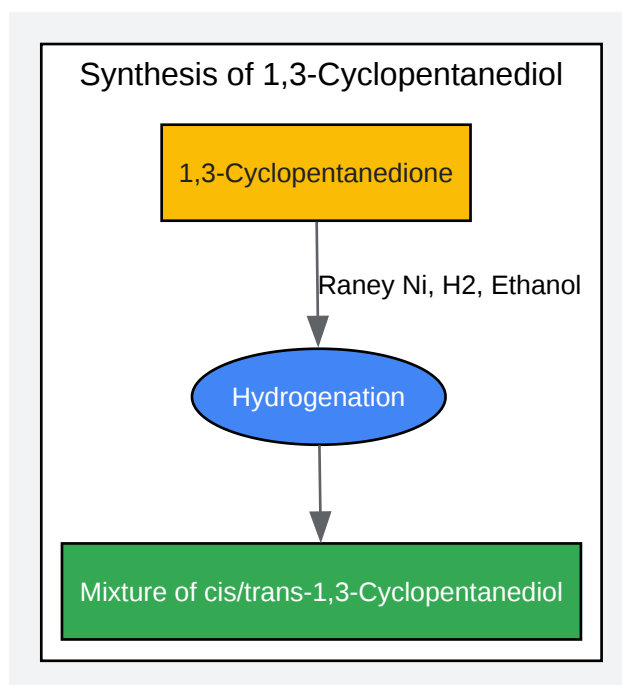 Synthesis of 1,3-Cyclopentanediol
1,3-Cyclopentanedione
Raney Ni, H2, Ethanol
Hydrogenation
Mixture of cis/trans-1,3-Cyclopentanediol